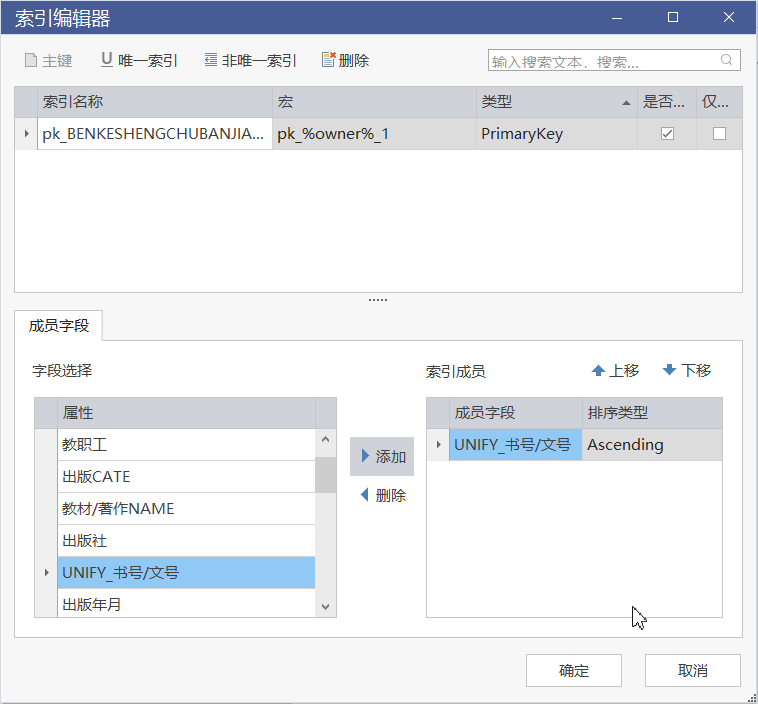 索引编辑器
主键 U 唯一索引 非唯一索引 删除 输入搜索文本，搜索...
索引名称 宏 类型 是否... 仅...
pk_BENKESHENGCHUBANJIA... pk_%owner%_1 PrimaryKey
成员字段
字段选择 索引成员 上移 下移
属性 成员字段 排序类型
教职工 UNIFY_书号/文号 Ascending
添加
出版CATE
删除
教材/著作NAME
出版社
UNIFY_书号/文号
出版年月
确定 取消